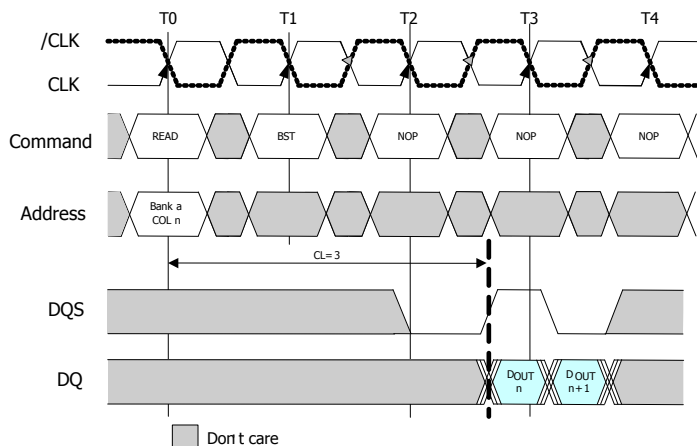 T0 T1 T2 T3 T4
/CLK
CLK
Command READ BST NOP NOP NOP
Address Bank a
COL n
CL=3
DQS
DQ DOUT n DOUT n+1
Don't care